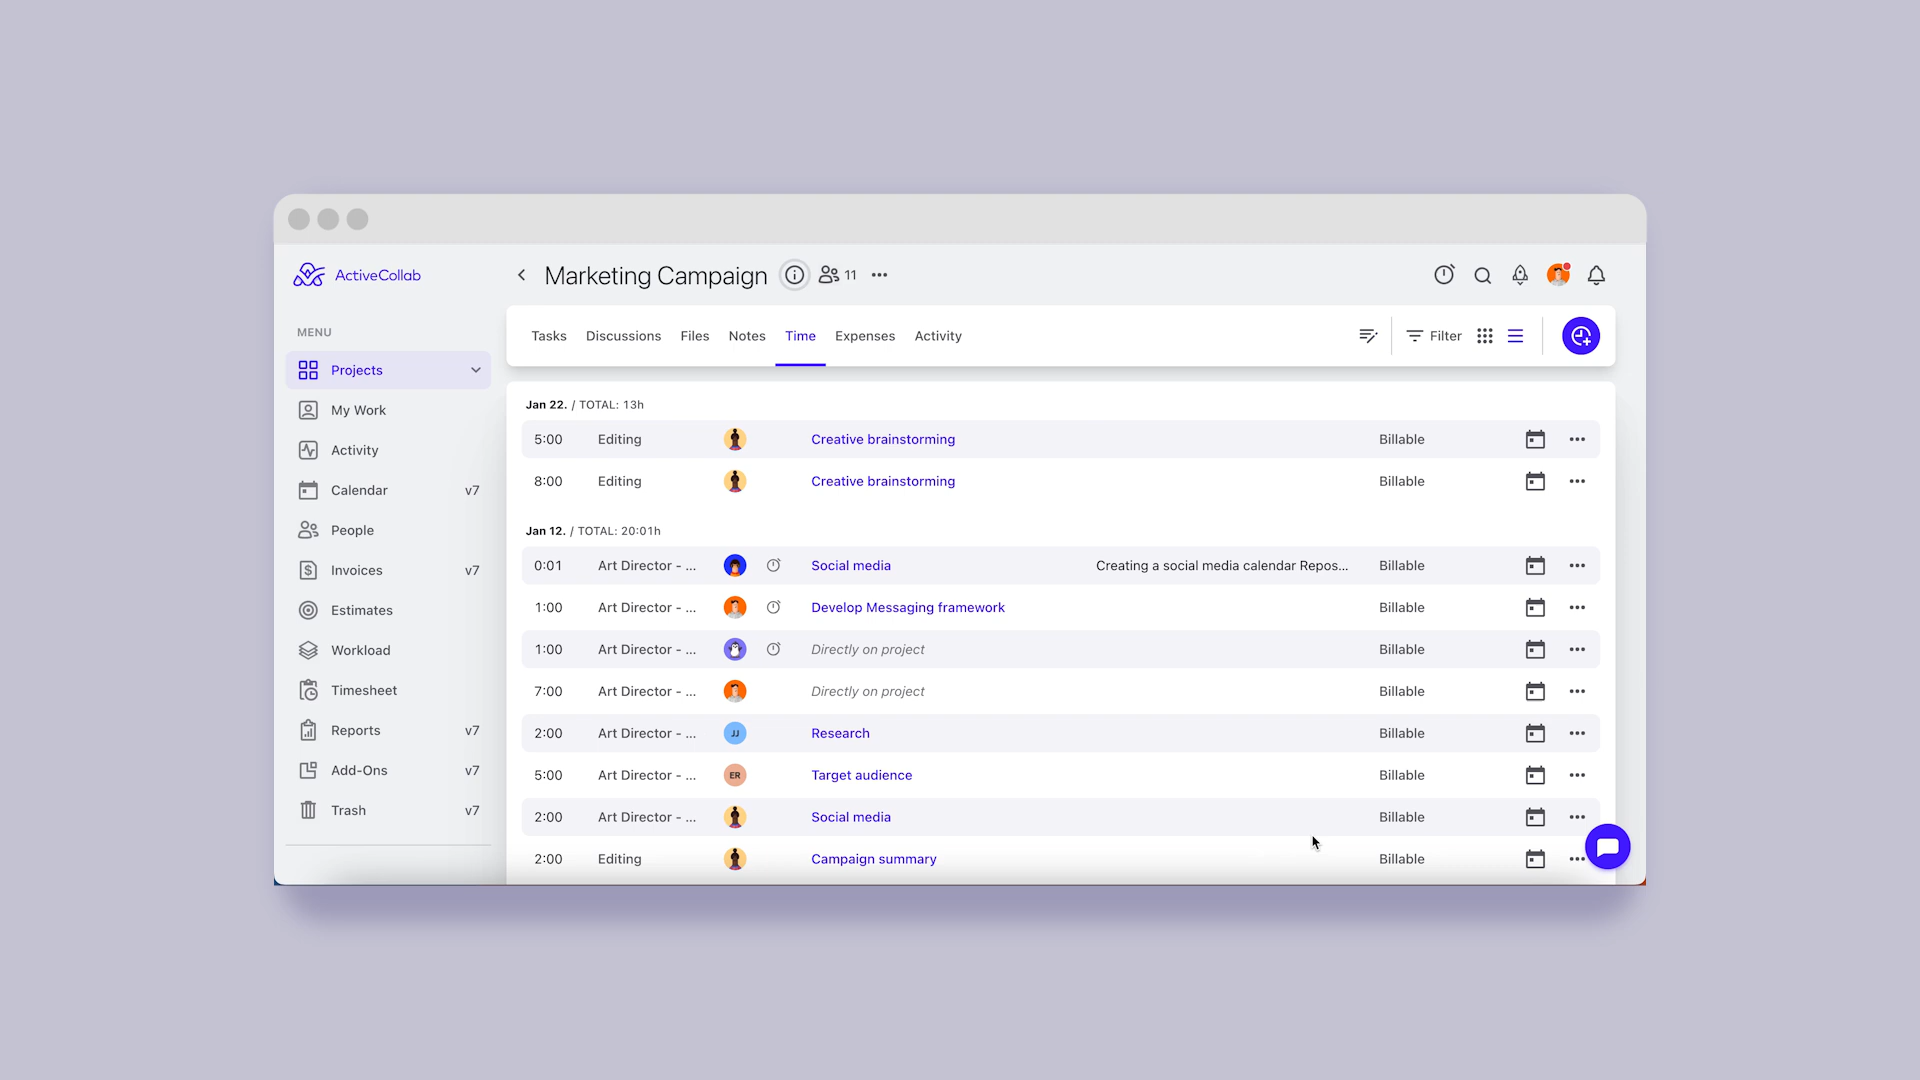 ActiveCollab
Marketing Campaign 11
MENU
Projects
My Work
Activity
Calendar v7
People
Invoices v7
Estimates
Workload
Timesheet
Reports v7
Add-Ons v7
Trash v7
Tasks Discussions Files Notes Time Expenses Activity Filter
Jan 22. / TOTAL: 13h
5:00 Editing Creative brainstorming Billable
8:00 Editing Creative brainstorming Billable
Jan 12. / TOTAL: 20:01h
0:01 Art Director - ... Social media Creating a social media calendar Repos... Billable
1:00 Art Director - ... Develop Messaging framework Billable
1:00 Art Director - ... Directly on project Billable
7:00 Art Director - ... Directly on project Billable
2:00 Art Director - ... JJ Research Billable
5:00 Art Director - ... ER Target audience Billable
2:00 Art Director - ... Social media Billable
2:00 Editing Campaign summary Billable